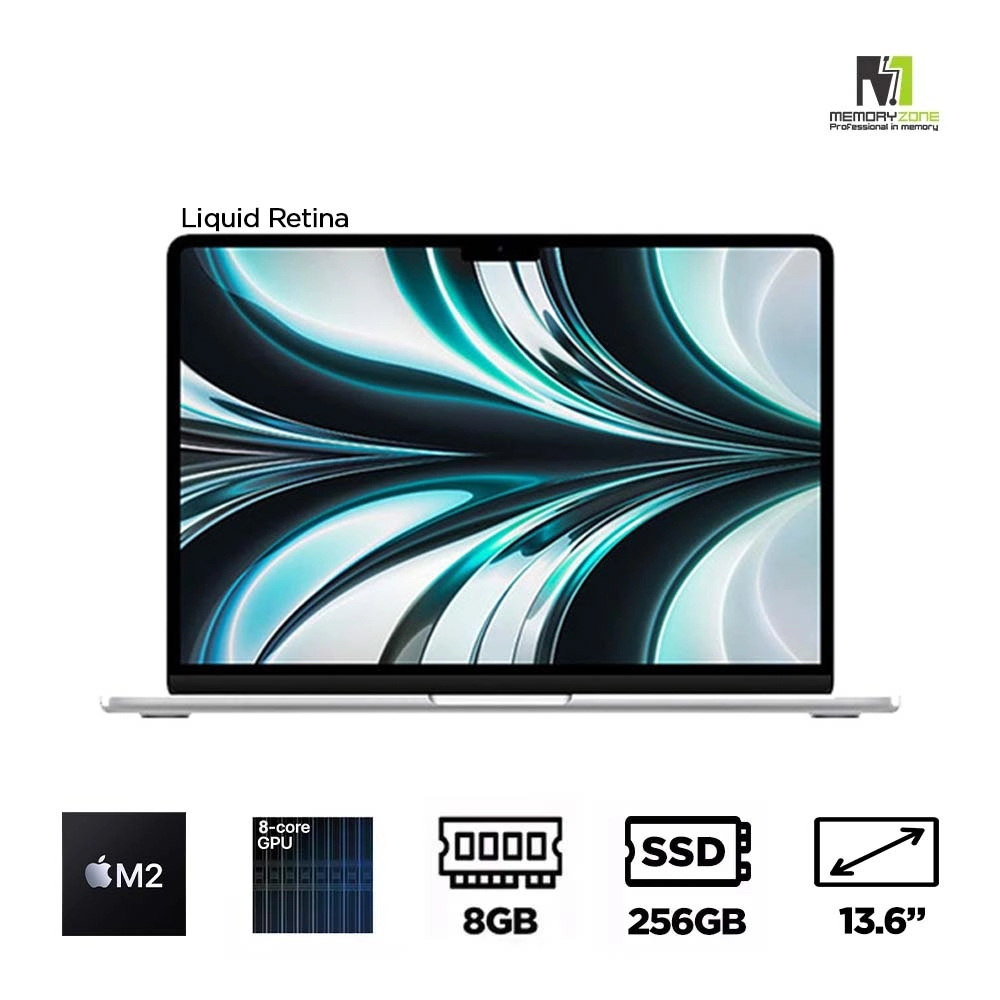 MEMORYZONE
Professional in memory
Liquid Retina
M2
8-core
GPU
SSD
8GB
256GB
13.6”